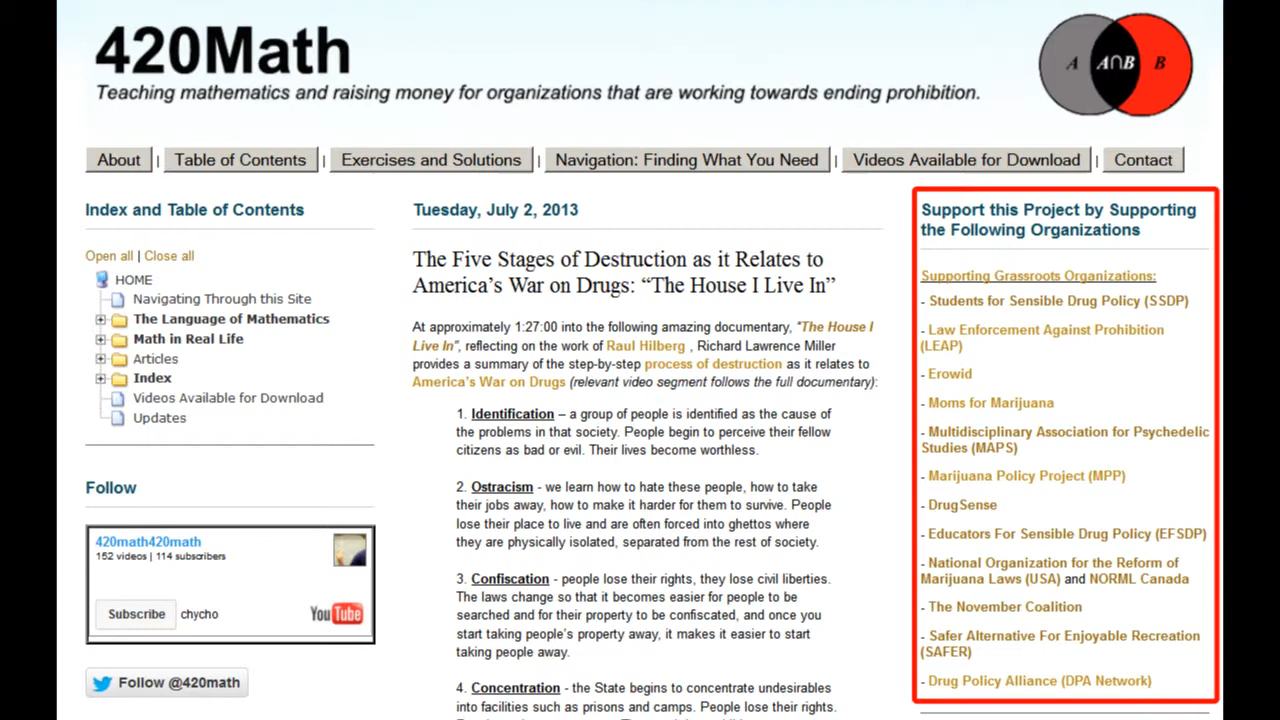 420Math
Teaching mathematics and raising money for organizations that are working towards ending prohibition.
A A∩B B
About | Table of Contents | Exercises and Solutions | Navigation: Finding What You Need | Videos Available for Download | Contact
Index and Table of Contents
Open all | Close all
HOME
Navigating Through this Site
The Language of Mathematics
Math in Real Life
Articles
Index
Videos Available for Download
Updates
Follow
420math420math
152 videos | 114 subscribers
Subscribe chycho
YouTube
Follow @420math
Tuesday, July 2, 2013
The Five Stages of Destruction as it Relates to
America's War on Drugs: “The House I Live In”
At approximately 1:27:00 into the following amazing documentary, "The House I
Live In", reflecting on the work of Raul Hilberg , Richard Lawrence Miller
provides a summary of the step-by-step process of destruction as it relates to
America's War on Drugs (relevant video segment follows the full documentary):
1. Identification – a group of people is identified as the cause of
the problems in that society. People begin to perceive their fellow
citizens as bad or evil. Their lives become worthless.
2. Ostracism - we learn how to hate these people, how to take
their jobs away, how to make it harder for them to survive. People
lose their place to live and are often forced into ghettos where
they are physically isolated, separated from the rest of society.
3. Confiscation - people lose their rights, they lose civil liberties.
The laws change so that it becomes easier for people to be
searched and for their property to be confiscated, and once you
start taking people's property away, it makes it easier to start
taking people away.
4. Concentration - the State begins to concentrate undesirables
into facilities such as prisons and camps. People lose their rights.
Support this Project by Supporting
the Following Organizations
Supporting Grassroots Organizations:
- Students for Sensible Drug Policy (SSDP)
- Law Enforcement Against Prohibition
(LEAP)
- Erowid
- Moms for Marijuana
- Multidisciplinary Association for Psychedelic
Studies (MAPS)
- Marijuana Policy Project (MPP)
- DrugSense
- Educators For Sensible Drug Policy (EFSDP)
- National Organization for the Reform of
Marijuana Laws (USA) and NORML Canada
- The November Coalition
- Safer Alternative For Enjoyable Recreation
(SAFER)
- Drug Policy Alliance (DPA Network)